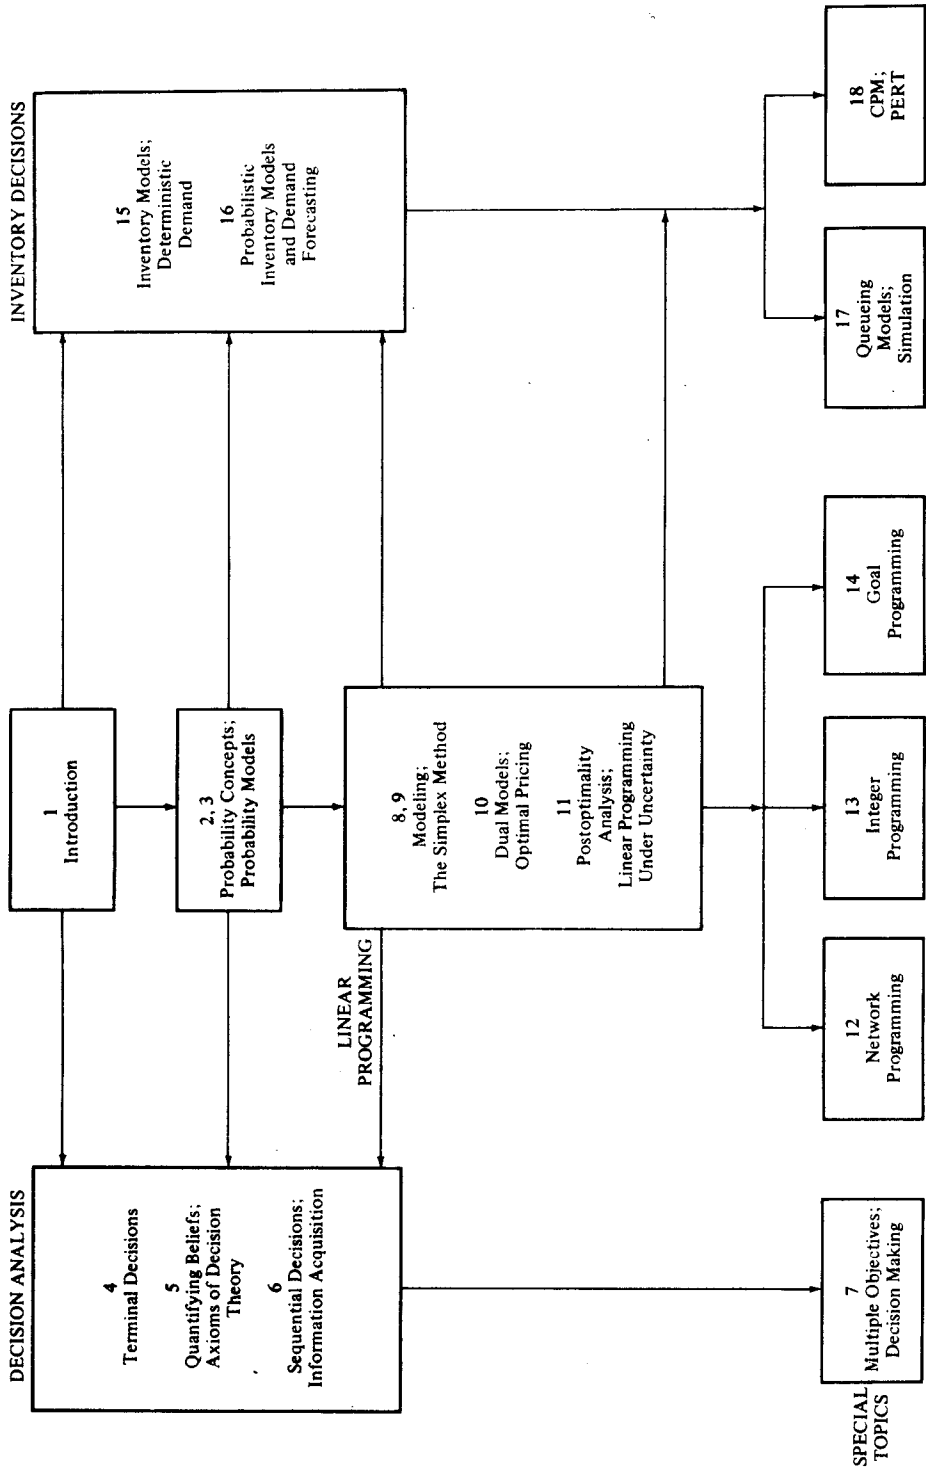 DECISION ANALYSIS
4
Terminal Decisions
5
Quantifying Beliefs;
Axioms of Decision
Theory
6
Sequential Decisions;
Information Acquisition
1
Introduction
2, 3
Probability Concepts;
Probability Models
LINEAR
PROGRAMMING
8, 9
Modeling;
The Simplex Method
10
Dual Models;
Optimal Pricing
11
Postoptimality
Analysis;
Linear Programming
Under Uncertainty
INVENTORY DECISIONS
15
Inventory Models;
Deterministic
Demand
16
Probabilistic
Inventory Models
and Demand
Forecasting
SPECIAL
TOPICS
7
Multiple Objectives;
Decision Making
12
Network
Programming
13
Integer
Programming
14
Goal
Programming
17
Queueing
Models;
Simulation
18
CPM;
PERT